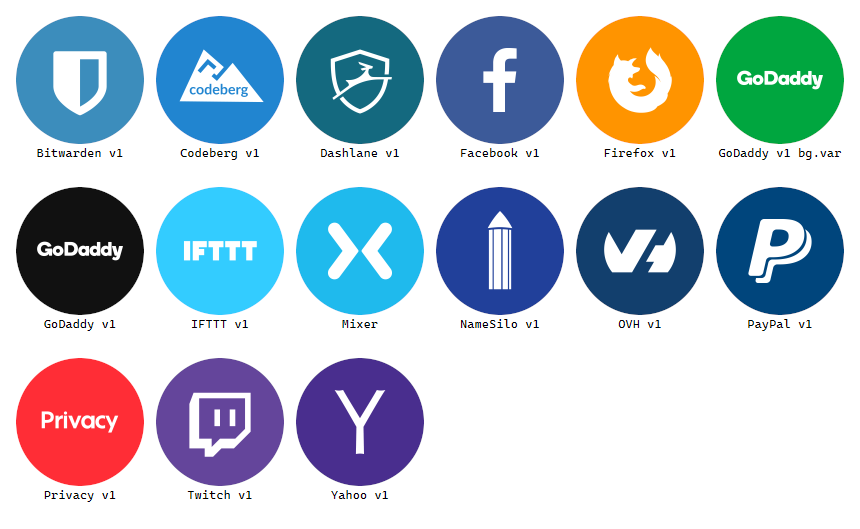 codeberg
GoDaddy
Bitwarden v1
Codeberg v1
Dashlane v1
Facebook v1
Firefox v1
GoDaddy v1 bg.var
GoDaddy
IFTTT
GoDaddy v1
IFTTT v1
Mixer
NameSilo v1
OVH v1
PayPal v1
Privacy
Privacy v1
Twitch v1
Yahoo v1